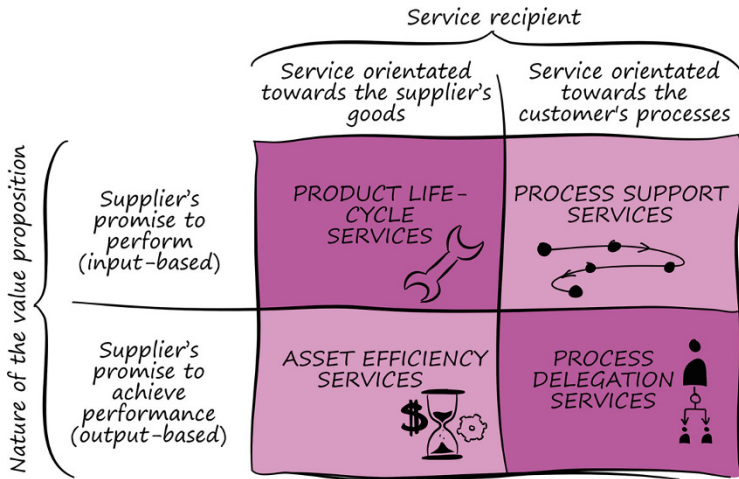 Service recipient
Service orientated
towards the supplier's
goods
Service orientated
towards the
customer's processes
Nature of the value proposition
Supplier's
promise to
perform
(input-based)
PRODUCT LIFE-
CYCLE
SERVICES
PROCESS SUPPORT
SERVICES
Supplier's
promise to
achieve
performance
(output-based)
ASSET EFFICIENCY
SERVICES
$
PROCESS
DELEGATION
SERVICES